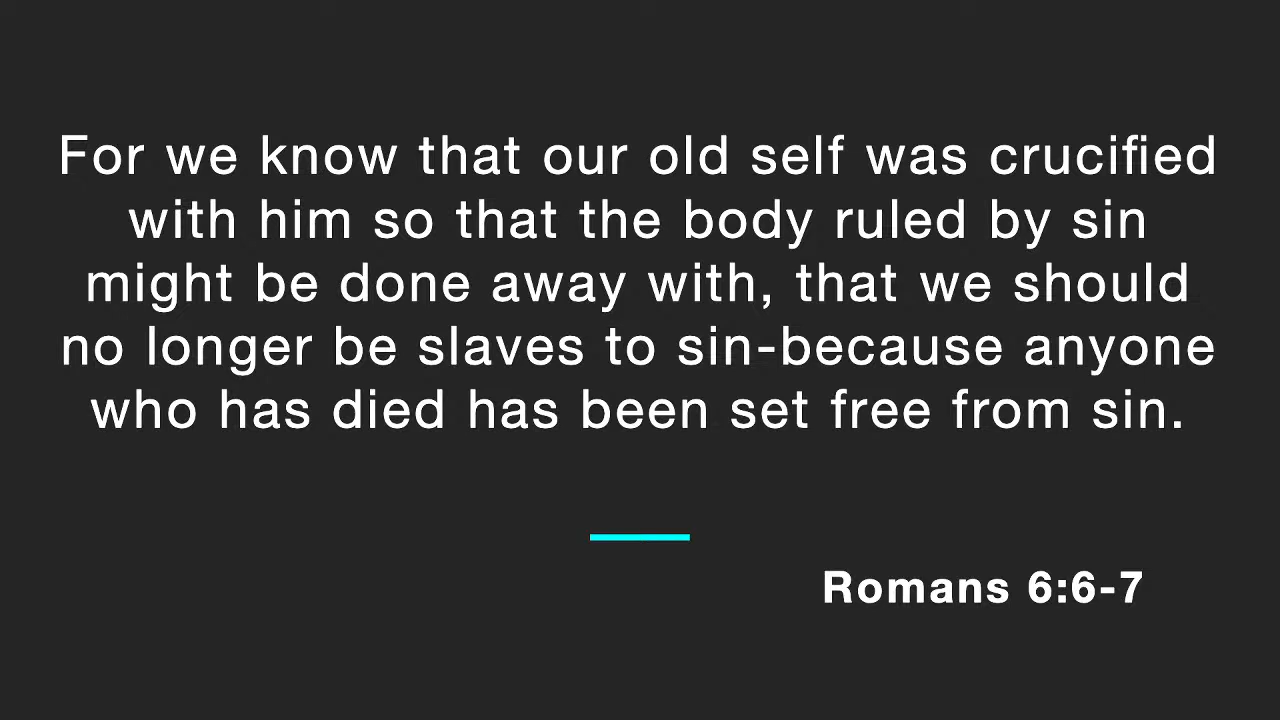 For we know that our old self was crucified
with him so that the body ruled by sin
might be done away with, that we should
no longer be slaves to sin-because anyone
who has died has been set free from sin.
Romans 6:6-7